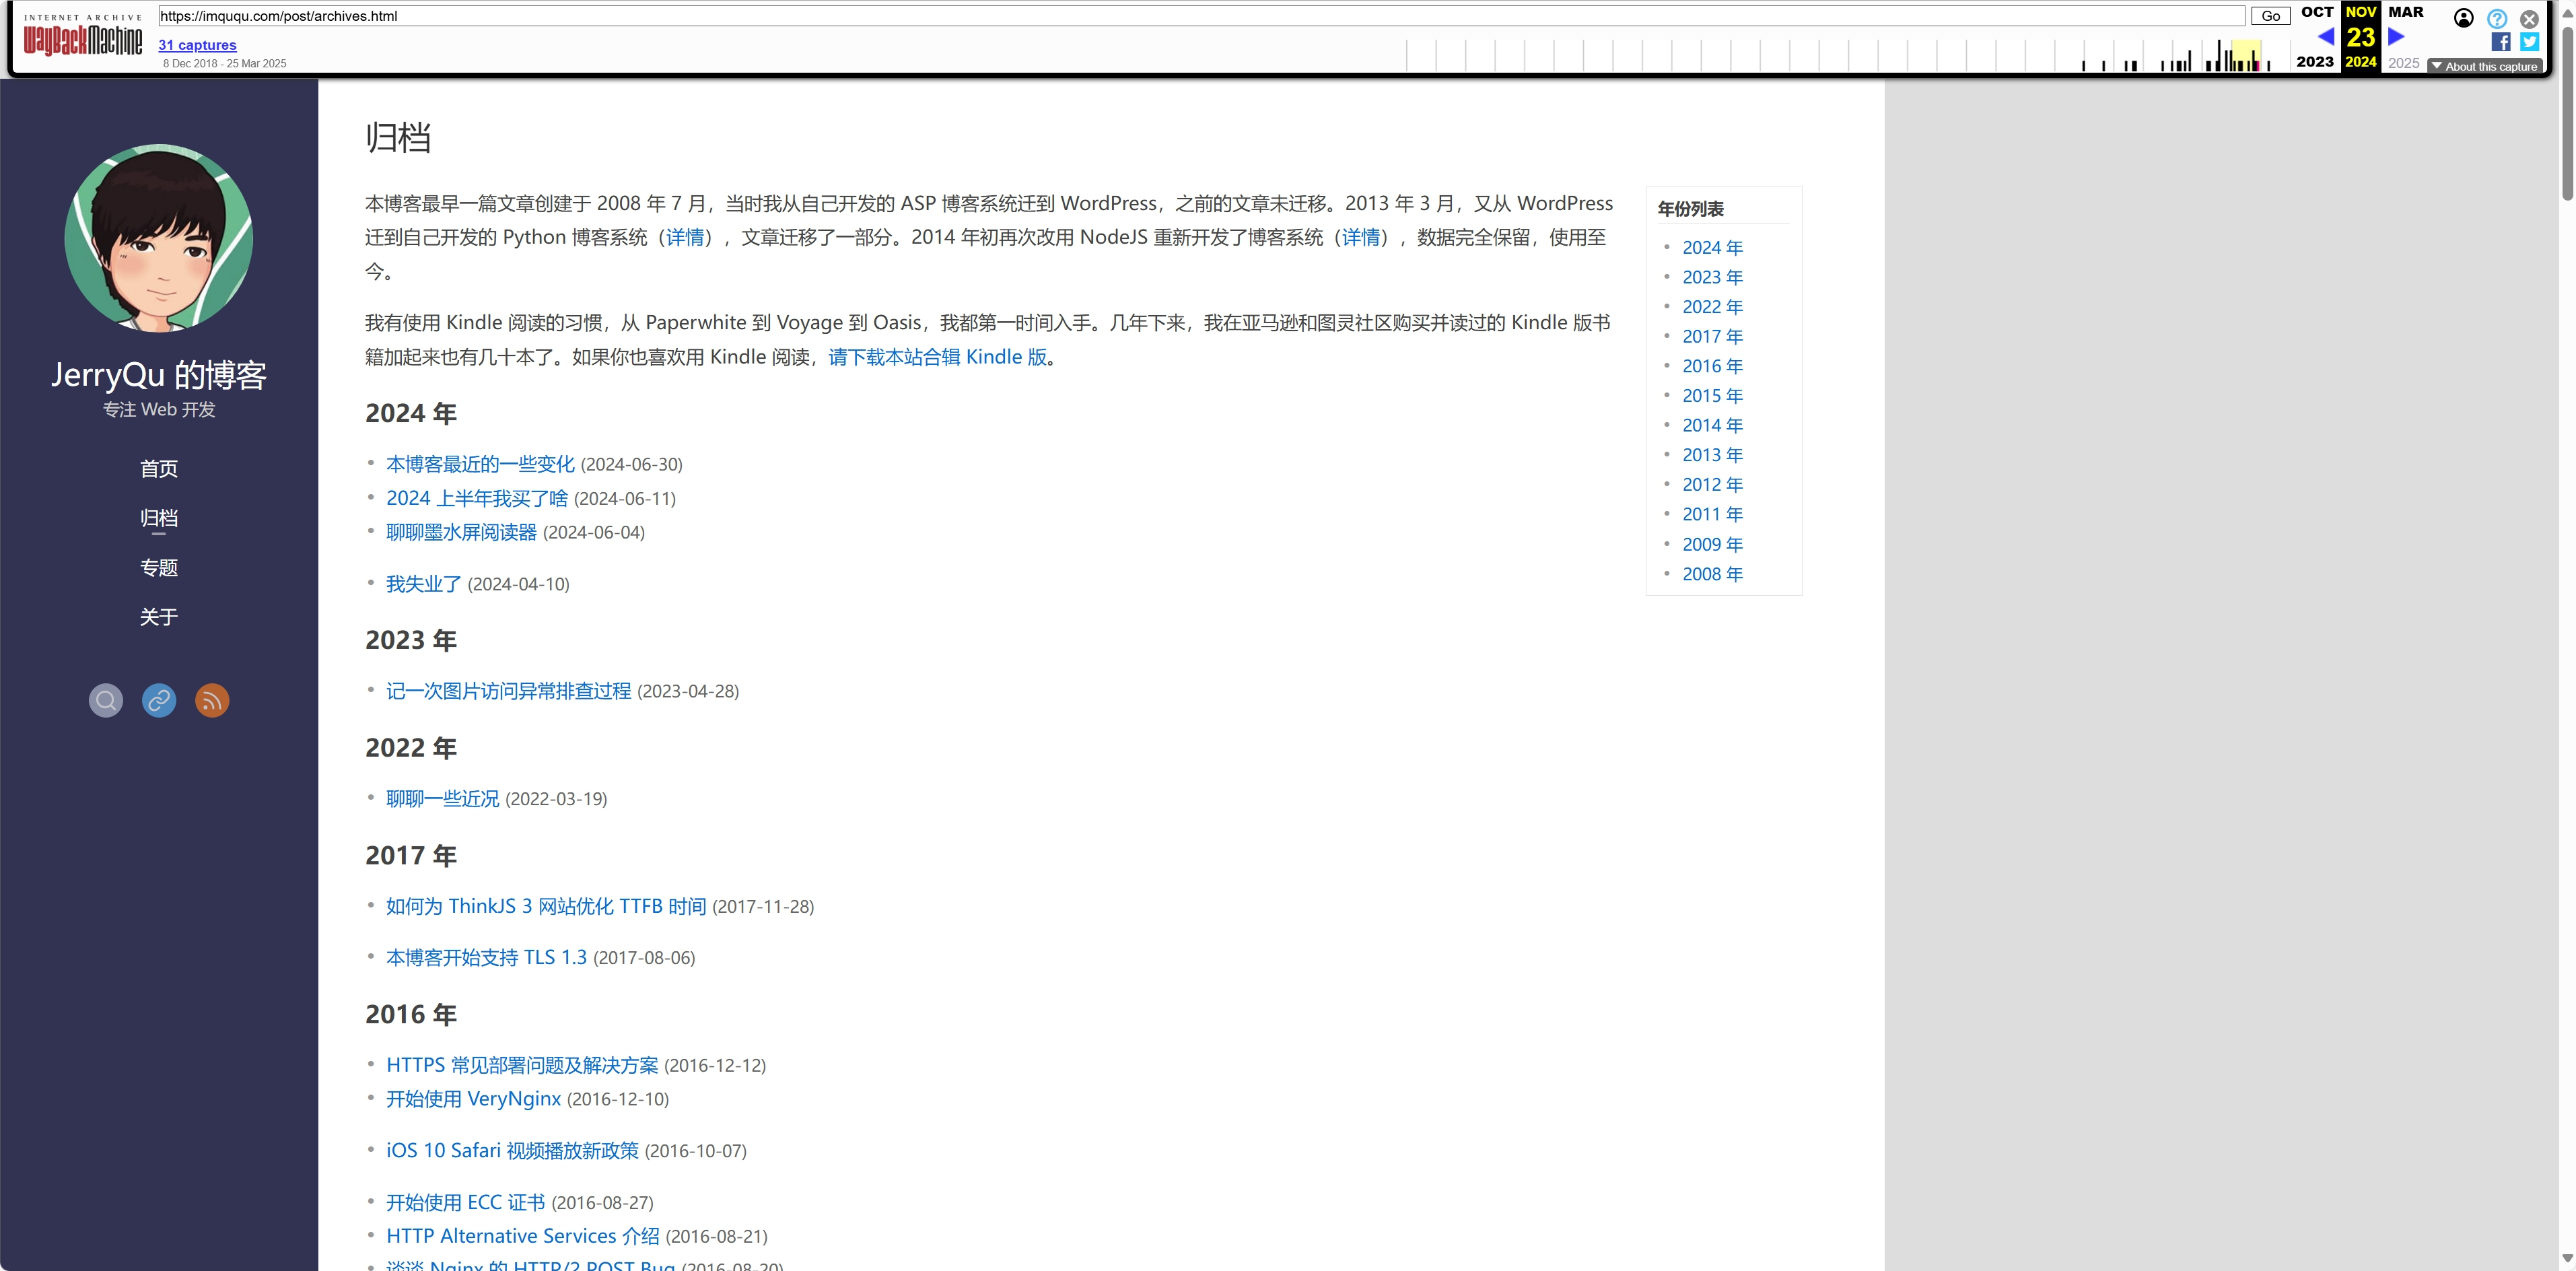 INTERNET ARCHIVE
WayBackMachine
https://imququ.com/post/archives.html
Go
31 captures
8 Dec 2018 - 25 Mar 2025
OCT NOV MAR
23
2023 2024 2025
About this capture
JerryQu 的博客
专注 Web 开发
首页
归档
专题
关于
归档
本博客最早一篇文章创建于 2008 年 7 月，当时我从自己开发的 ASP 博客系统迁到 WordPress，之前的文章未迁移。2013 年 3 月，又从 WordPress
迁到自己开发的 Python 博客系统（详情），文章迁移了一部分。2014 年初再次改用 NodeJS 重新开发了博客系统（详情），数据完全保留，使用至
今。
我有使用 Kindle 阅读的习惯，从 Paperwhite 到 Voyage 到 Oasis，我都第一时间入手。几年下来，我在亚马逊和图灵社区购买并读过的 Kindle 版书
籍加起来也有几十本了。如果你也喜欢用 Kindle 阅读，请下载本站合辑 Kindle 版。
2024 年
本博客最近的一些变化 (2024-06-30)
2024 上半年我买了啥 (2024-06-11)
聊聊墨水屏阅读器 (2024-06-04)
我失业了 (2024-04-10)
2023 年
记一次图片访问异常排查过程 (2023-04-28)
2022 年
聊聊一些近况 (2022-03-19)
2017 年
如何为 ThinkJS 3 网站优化 TTFB 时间 (2017-11-28)
本博客开始支持 TLS 1.3 (2017-08-06)
2016 年
HTTPS 常见部署问题及解决方案 (2016-12-12)
开始使用 VeryNginx (2016-12-10)
iOS 10 Safari 视频播放新政策 (2016-10-07)
开始使用 ECC 证书 (2016-08-27)
HTTP Alternative Services 介绍 (2016-08-21)
谈谈 Nginx 的 HTTP/2 POST Bug (2016-08-20)
年份列表
2024 年
2023 年
2022 年
2017 年
2016 年
2015 年
2014 年
2013 年
2012 年
2011 年
2009 年
2008 年